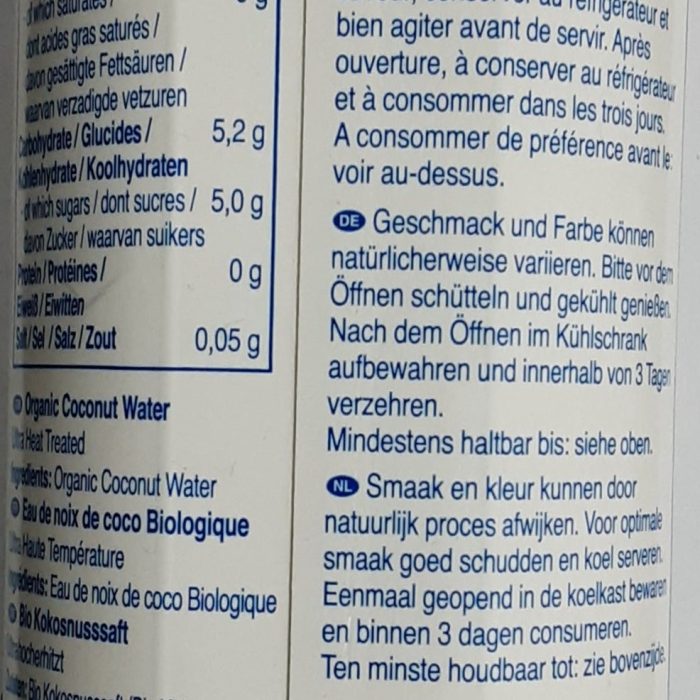 acides gras saturés /
gesättigte Fettsäuren /
verzadigde vetzuren
Carbohydrate / Glucides / 5,2 g
Kohlenhydrate / Koolhydraten
of which sugars / dont sucres / 5,0 g
davon Zucker / waarvan suikers
Protein / Protéines / 0 g
Eiweiß / Eiwitten
Salt / Sel / Salz / Zout 0,05 g
Organic Coconut Water
Ultra Heat Treated
Ingredients: Organic Coconut Water
Eau de noix de coco Biologique
Haute Température
Ingrédients: Eau de noix de coco Biologique
Bio Kokosnusssaft
Bio
réfrigérateur et
bien agiter avant de servir. Après
ouverture, à conserver au réfrigérateur
et à consommer dans les trois jours.
A consommer de préférence avant le:
voir au-dessus.
DE Geschmack und Farbe können
natürlicherweise variieren. Bitte vor dem
Öffnen schütteln und gekühlt genießen.
Nach dem Öffnen im Kühlschrank
aufbewahren und innerhalb von 3 Tagen
verzehren.
Mindestens haltbar bis: siehe oben.
NL Smaak en kleur kunnen door
natuurlijk proces afwijken. Voor optimale
smaak goed schudden en koel serveren.
Eenmaal geopend in de koelkast bewaren
en binnen 3 dagen consumeren.
Ten minste houdbaar tot: zie bovenzijde.